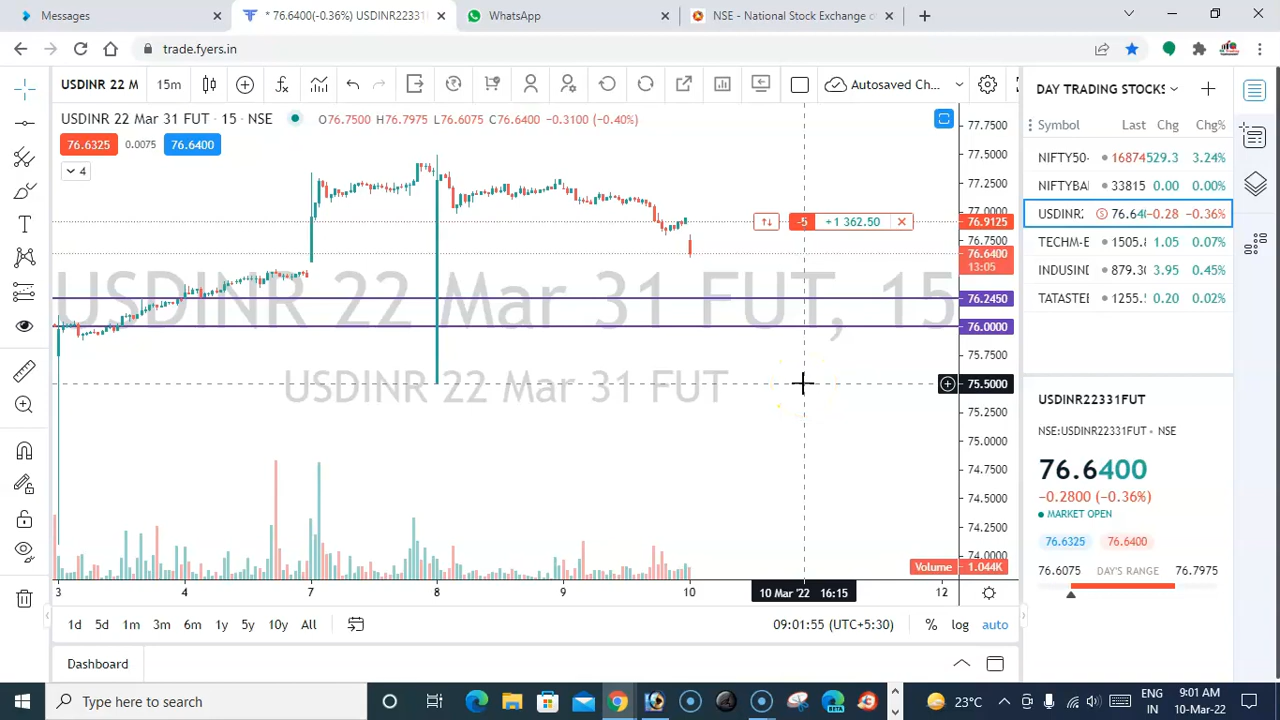 Messages
* 76.6400(-0.36%) USDINR22331
WhatsApp
NSE - National Stock Exchange of
trade.fyers.in
USDINR 22 M 15m
Autosaved Ch...
USDINR 22 Mar 31 FUT · 15 · NSE
O76.7500 H76.7975 L76.6075 C76.6400 -0.3100 (-0.40%)
76.6325 0.0075 76.6400
4
-5 +1 362.50
USDINR 22 Mar 31 FUT, 15
USDINR 22 Mar 31 FUT
77.7500
77.5000
77.2500
77.0000
76.9125
76.7500
76.6400
13:05
76.2450
76.0000
75.7500
75.5000
75.2500
75.0000
74.7500
74.5000
74.2500
74.0000
Volume 1.044K
3 4 7 8 9 10 10 Mar '22 16:15 12
1d 5d 1m 3m 6m 1y 5y 10y All
09:01:55 (UTC+5:30) % log auto
Dashboard
DAY TRADING STOCKS
Symbol Last Chg Chg%
NIFTY50- 16874 529.3 3.24%
NIFTYBA 33815 0.00 0.00%
USDINR2 76.64 -0.28 -0.36%
TECHM-E 1505.8 1.05 0.07%
INDUSIND 879.30 3.95 0.45%
TATASTEE 1255. 0.20 0.02%
USDINR22331FUT
NSE:USDINR22331FUT • NSE
76.6400
−0.2800 (−0.36%)
MARKET OPEN
76.6325 76.6400
76.6075 DAY'S RANGE 76.7975
Type here to search
23°C
ENG
IN
9:01 AM
10-Mar-22